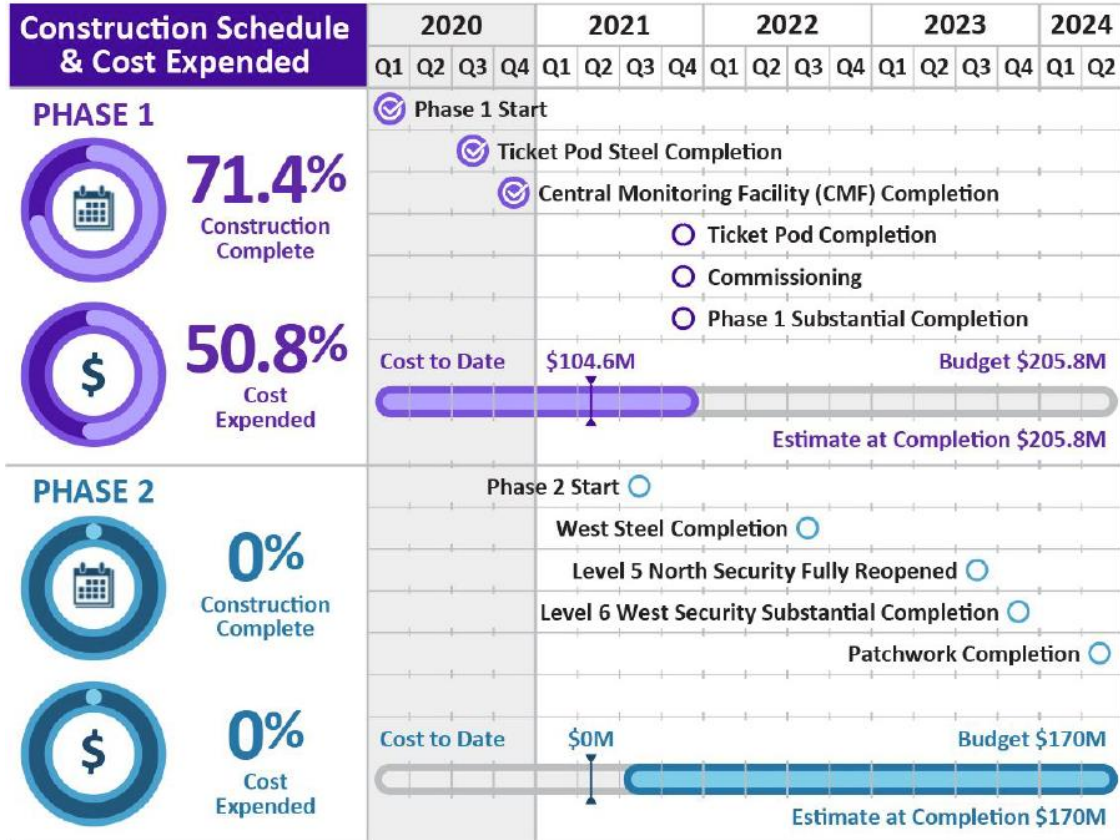 Construction Schedule
& Cost Expended
2020 2021 2022 2023 2024
Q1 Q2 Q3 Q4 Q1 Q2 Q3 Q4 Q1 Q2 Q3 Q4 Q1 Q2 Q3 Q4 Q1 Q2
PHASE 1
71.4%
Construction
Complete
$
50.8%
Cost
Expended
Phase 1 Start
Ticket Pod Steel Completion
Central Monitoring Facility (CMF) Completion
Ticket Pod Completion
Commissioning
Phase 1 Substantial Completion
Cost to Date $104.6M Budget $205.8M
Estimate at Completion $205.8M
PHASE 2
0%
Construction
Complete
$
0%
Cost
Expended
Phase 2 Start
West Steel Completion
Level 5 North Security Fully Reopened
Level 6 West Security Substantial Completion
Patchwork Completion
Cost to Date $0M Budget $170M
Estimate at Completion $170M